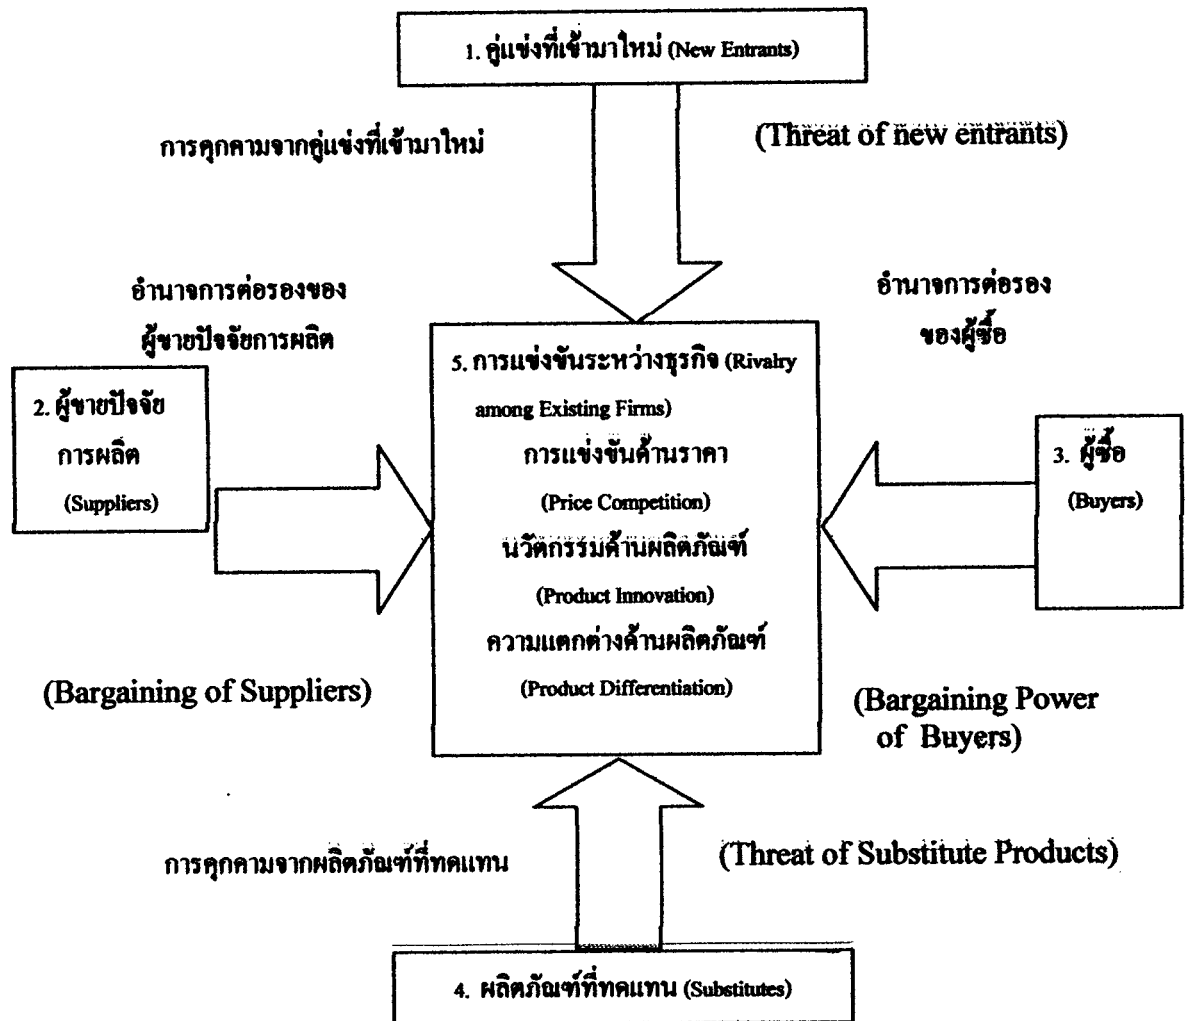 1. คู่แข่งที่เข้ามาใหม่ (New Entrants)
การคุกคามจากคู่แข่งที่เข้ามาใหม่
(Threat of new entrants)
อำนาจการต่อรองของ
ผู้ขายปัจจัยการผลิต
อำนาจการต่อรอง
ของผู้ซื้อ
2. ผู้ขายปัจจัย
การผลิต
(Suppliers)
5. การแข่งขันระหว่างธุรกิจ (Rivalry
among Existing Firms)
การแข่งขันด้านราคา
(Price Competition)
นวัตกรรมด้านผลิตภัณฑ์
(Product Innovation)
ความแตกต่างด้านผลิตภัณฑ์
(Product Differentiation)
3. ผู้ซื้อ
(Buyers)
(Bargaining of Suppliers)
(Bargaining Power
of Buyers)
การคุกคามจากผลิตภัณฑ์ที่ทดแทน
(Threat of Substitute Products)
4. ผลิตภัณฑ์ที่ทดแทน (Substitutes)